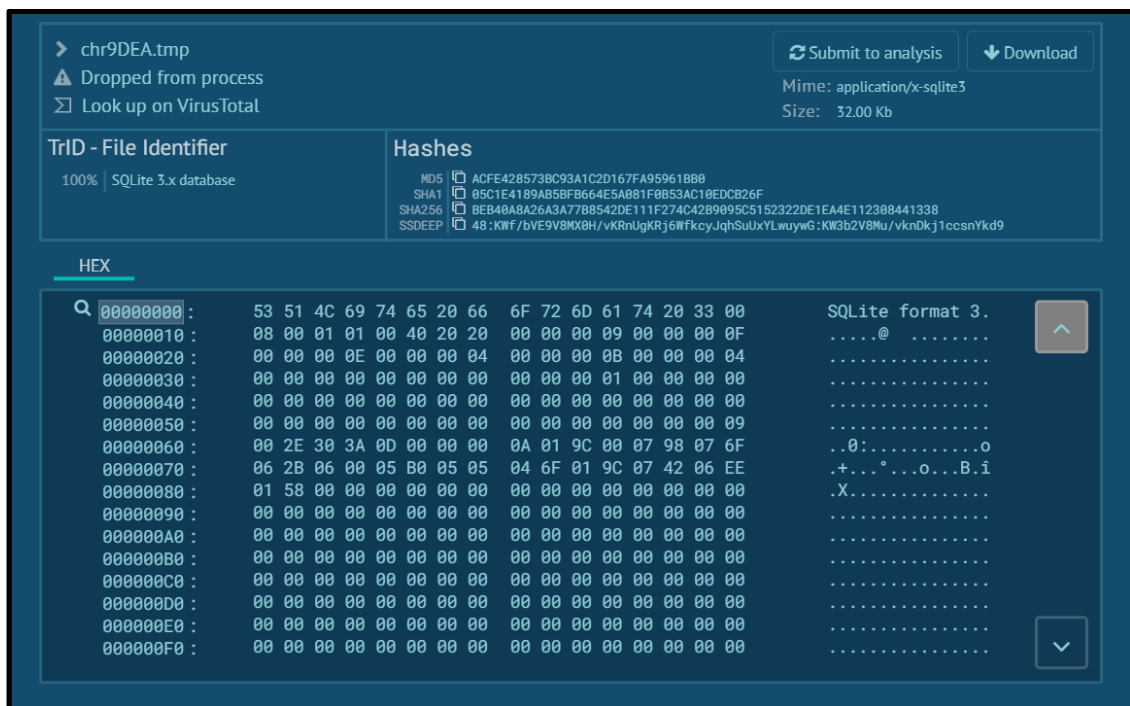 chr9DEA.tmp
Dropped from process
Look up on VirusTotal
Submit to analysis
Download
Mime: application/x-sqlite3
Size: 32.00 Kb
TrID - File Identifier
100% SQLite 3.x database
Hashes
MD5 ACFE428573BC93A1C2D167FA95961BB0
SHA1 05C1E4189AB5BFB664E5A081F0B53AC10EDCB26F
SHA256 BEB40A8A26A3A77B8542DE111F274C42B9095C5152322DE1EA4E112308441338
SSDEEP 48:KWf/bVE9V8MX0H/vKRnUgKRj6WfkcyJqhSuUxYLwuywG:KW3b2V8Mu/vknDkj1ccsnYkd9
HEX
00000000 : 53 51 4C 69 74 65 20 66 6F 72 6D 61 74 20 33 00 SQLite format 3.
00000010 : 08 00 01 01 00 40 20 20 00 00 00 09 00 00 00 0F .....@ ........
00000020 : 00 00 00 0E 00 00 00 04 00 00 00 0B 00 00 00 04 ................
00000030 : 00 00 00 00 00 00 00 00 00 00 00 01 00 00 00 00 ................
00000040 : 00 00 00 00 00 00 00 00 00 00 00 00 00 00 00 00 ................
00000050 : 00 00 00 00 00 00 00 00 00 00 00 00 00 00 00 09 ................
00000060 : 00 2E 30 3A 0D 00 00 00 0A 01 9C 00 07 98 07 6F ..0:...........o
00000070 : 06 2B 06 00 05 B0 05 05 04 6F 01 9C 07 42 06 EE .+...°...o...B.î
00000080 : 01 58 00 00 00 00 00 00 00 00 00 00 00 00 00 00 .X..............
00000090 : 00 00 00 00 00 00 00 00 00 00 00 00 00 00 00 00 ................
000000A0 : 00 00 00 00 00 00 00 00 00 00 00 00 00 00 00 00 ................
000000B0 : 00 00 00 00 00 00 00 00 00 00 00 00 00 00 00 00 ................
000000C0 : 00 00 00 00 00 00 00 00 00 00 00 00 00 00 00 00 ................
000000D0 : 00 00 00 00 00 00 00 00 00 00 00 00 00 00 00 00 ................
000000E0 : 00 00 00 00 00 00 00 00 00 00 00 00 00 00 00 00 ................
000000F0 : 00 00 00 00 00 00 00 00 00 00 00 00 00 00 00 00 ................